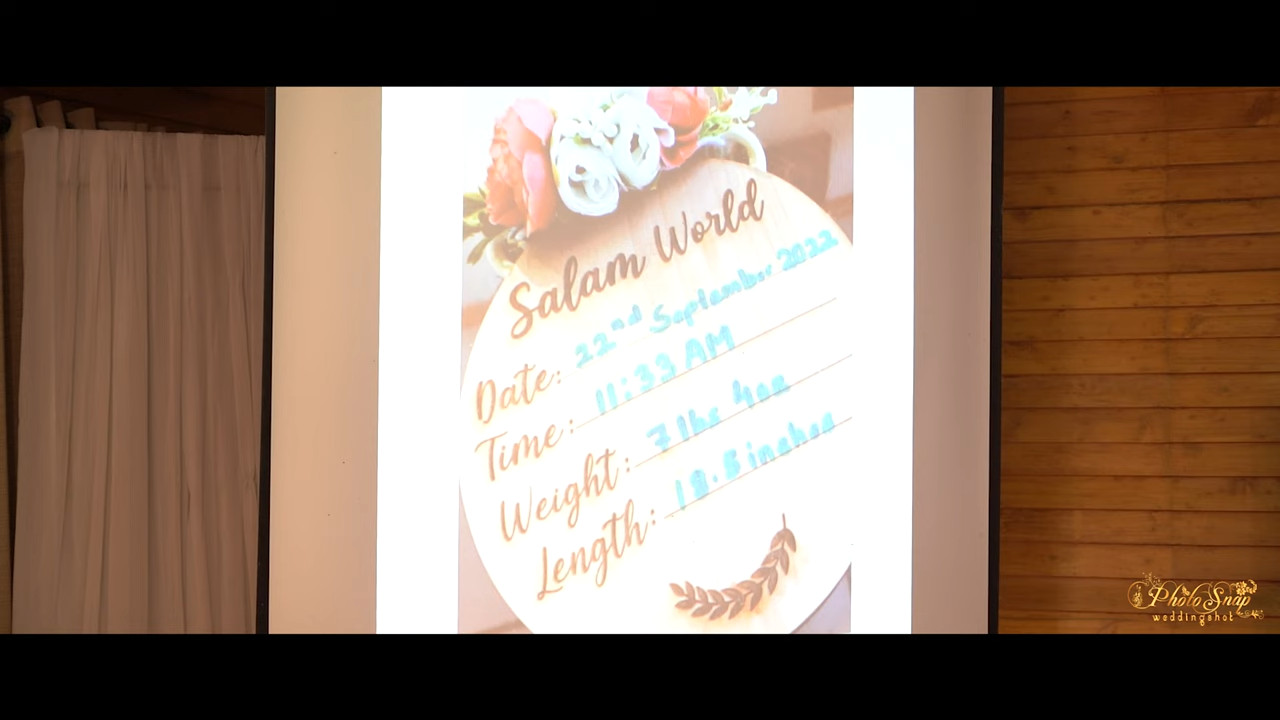 Salam World
Date: 22nd September 2022
Time: 11:33 AM
Weight: 7 lbs 4oz
Length: 18.5 inches
Photo Snap
weddingshot